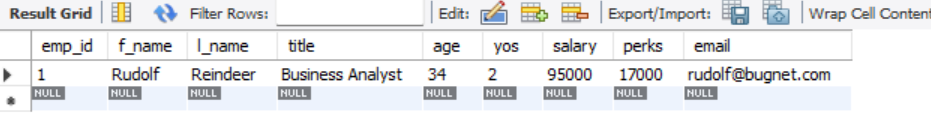 Result Grid Filter Rows: Edit: Export/Import: Wrap Cell Content
emp_id f_name l_name title age yos salary perks email
1 Rudolf Reindeer Business Analyst 34 2 95000 17000 rudolf@bugnet.com
NULL NULL NULL NULL NULL NULL NULL NULL NULL